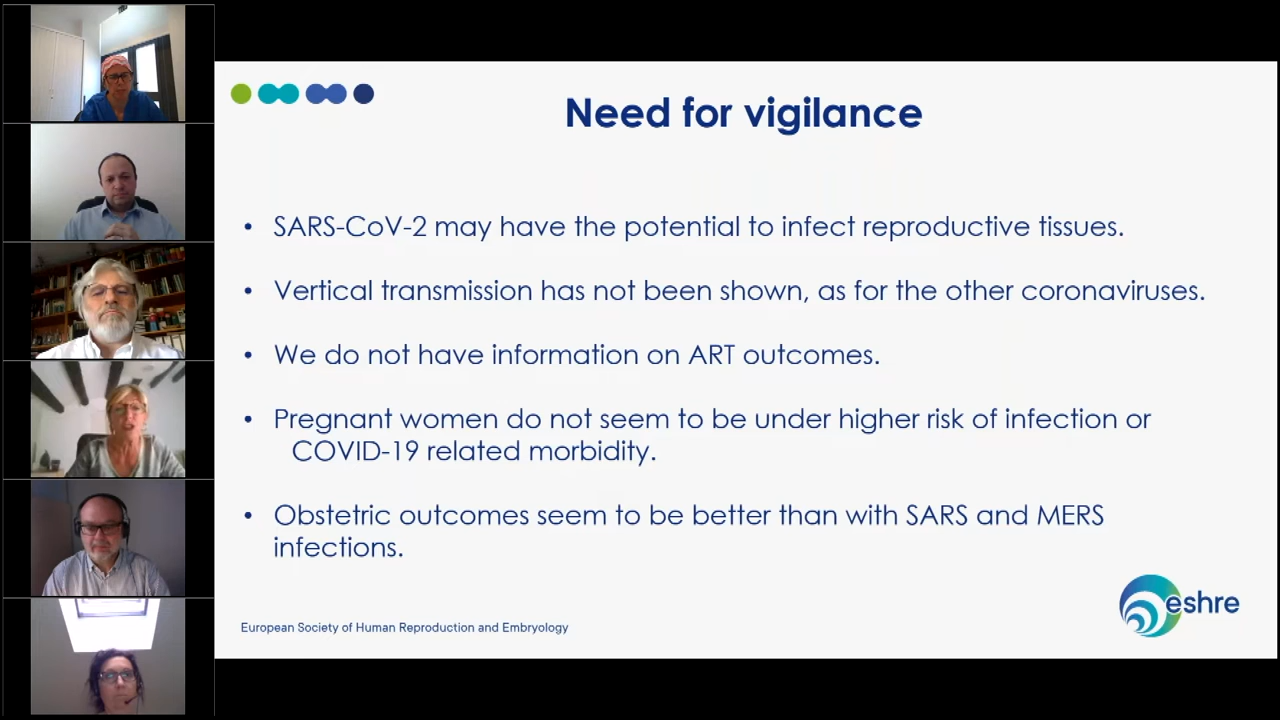 Need for vigilance
• SARS-CoV-2 may have the potential to infect reproductive tissues.
• Vertical transmission has not been shown, as for the other coronaviruses.
• We do not have information on ART outcomes.
• Pregnant women do not seem to be under higher risk of infection or
COVID-19 related morbidity.
• Obstetric outcomes seem to be better than with SARS and MERS
infections.
European Society of Human Reproduction and Embryology
eshre